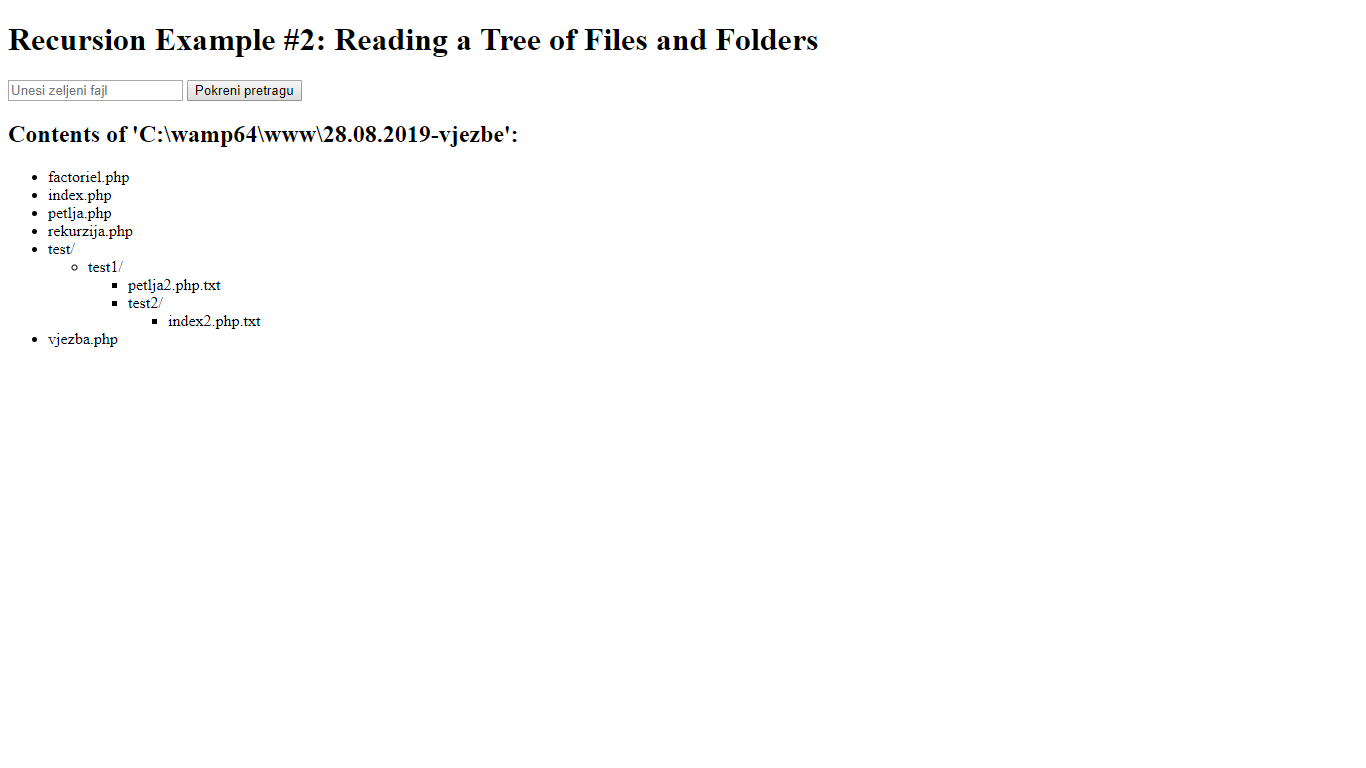 Recursion Example #2: Reading a Tree of Files and Folders
Unesi zeljeni fajl Pokreni pretragu
Contents of 'C:\wamp64\www\28.08.2019-vjezbe':
factoriel.php
index.php
petlja.php
rekurzija.php
test/
test1/
petlja2.php.txt
test2/
index2.php.txt
vjezba.php